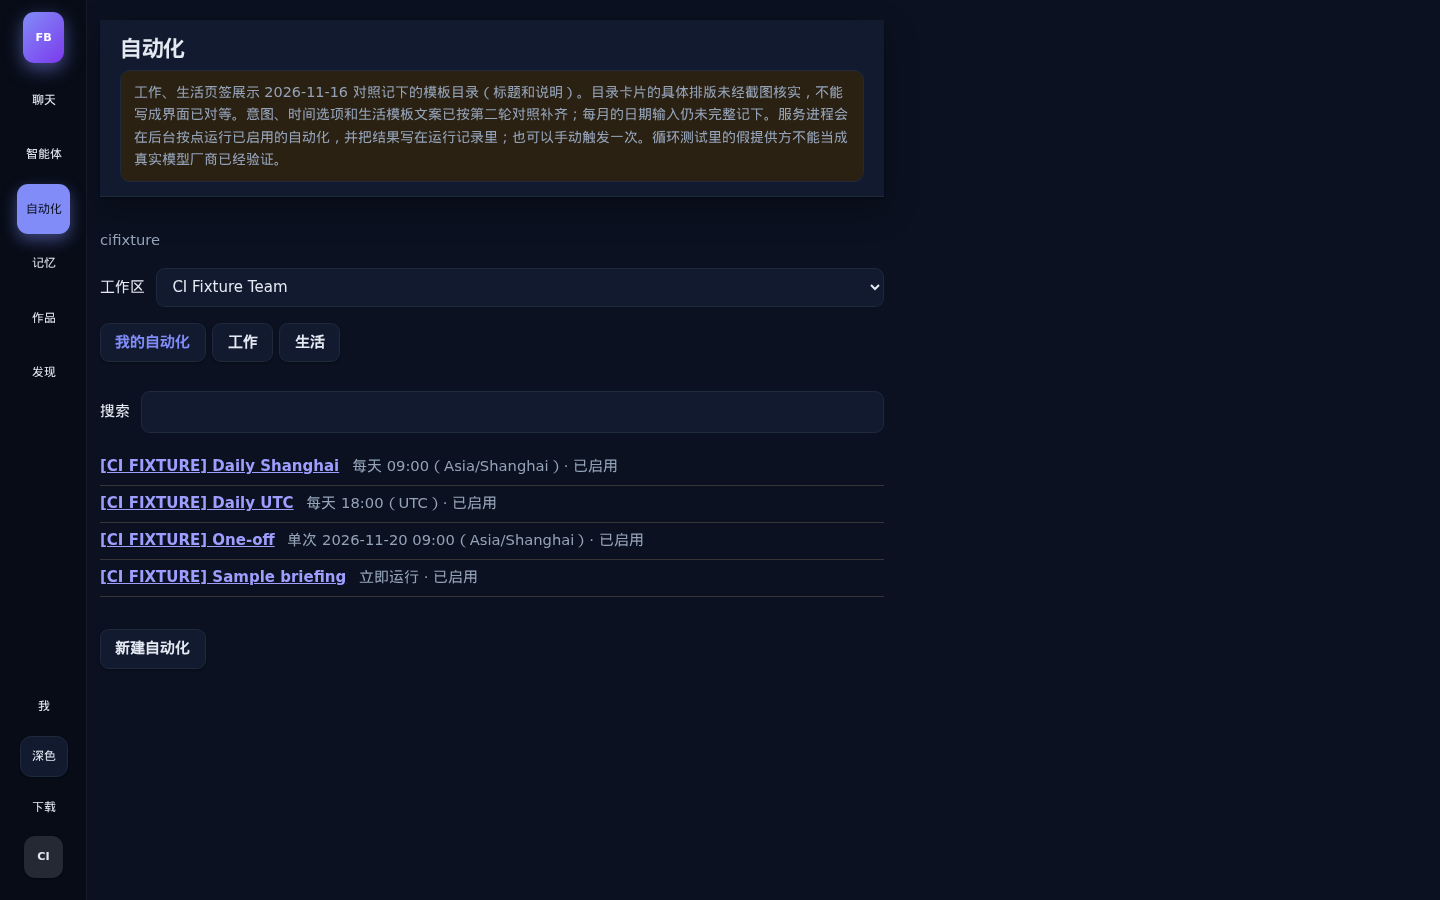 FB
聊天
智能体
自动化
记忆
作品
发现
我
深色
下载
CI
自动化
工作、生活页签展示 2026-11-16 对照记下的模板目录（标题和说明）。目录卡片的具体排版未经截图核实，不能
写成界面已对等。意图、时间选项和生活模板文案已按第二轮对照补齐；每月的日期输入仍未完整记下。服务进程会
在后台按点运行已启用的自动化，并把结果写在运行记录里；也可以手动触发一次。循环测试里的假提供方不能当成
真实模型厂商已经验证。
cifixture
工作区 CI Fixture Team
我的自动化 工作 生活
搜索
[CI FIXTURE] Daily Shanghai 每天 09:00（Asia/Shanghai）· 已启用
[CI FIXTURE] Daily UTC 每天 18:00（UTC）· 已启用
[CI FIXTURE] One-off 单次 2026-11-20 09:00（Asia/Shanghai）· 已启用
[CI FIXTURE] Sample briefing 立即运行 · 已启用
新建自动化